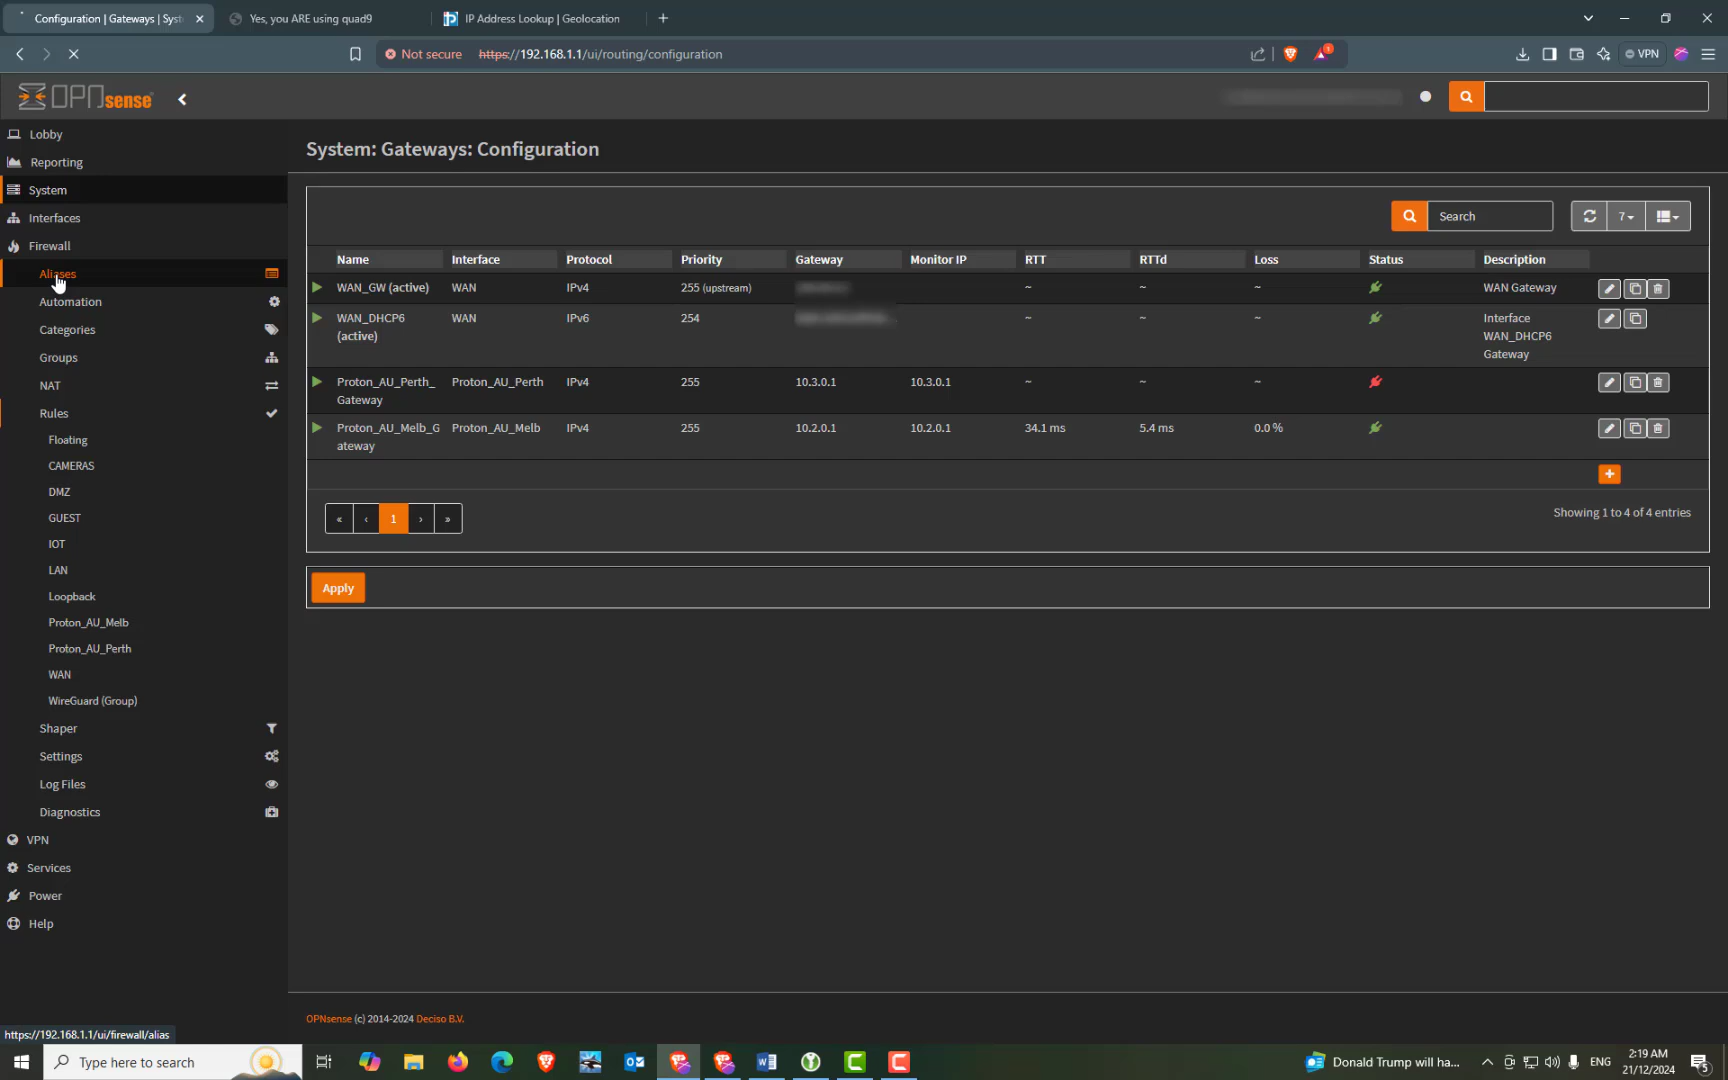 Configuration | Gateways | Syst
Yes, you ARE using quad9
IP Address Lookup | Geolocation
Not secure https://192.168.1.1/ui/routing/configuration
1
VPN
OPNsense
Lobby
Reporting
System
Interfaces
Firewall
Aliases
Automation
Categories
Groups
NAT
Rules
Floating
CAMERAS
DMZ
GUEST
IOT
LAN
Loopback
Proton_AU_Melb
Proton_AU_Perth
WAN
WireGuard (Group)
Shaper
Settings
Log Files
Diagnostics
VPN
Services
Power
Help
https://192.168.1.1/ui/firewall/alias
System: Gateways: Configuration
Search
7
Name Interface Protocol Priority Gateway Monitor IP RTT RTTd Loss Status Description
WAN_GW (active) WAN IPv4 255 (upstream) ~ ~ ~ WAN Gateway
WAN_DHCP6 WAN IPv6 254 ~ ~ ~ Interface
(active) WAN_DHCP6
Gateway
Proton_AU_Perth_ Proton_AU_Perth IPv4 255 10.3.0.1 10.3.0.1 ~ ~ ~
Gateway
Proton_AU_Melb_G Proton_AU_Melb IPv4 255 10.2.0.1 10.2.0.1 34.1 ms 5.4 ms 0.0 %
ateway
« ‹ 1 › »
Showing 1 to 4 of 4 entries
Apply
OPNsense (c) 2014-2024 Deciso B.V.
Type here to search
Donald Trump will ha...
ENG
2:19 AM
21/12/2024
5